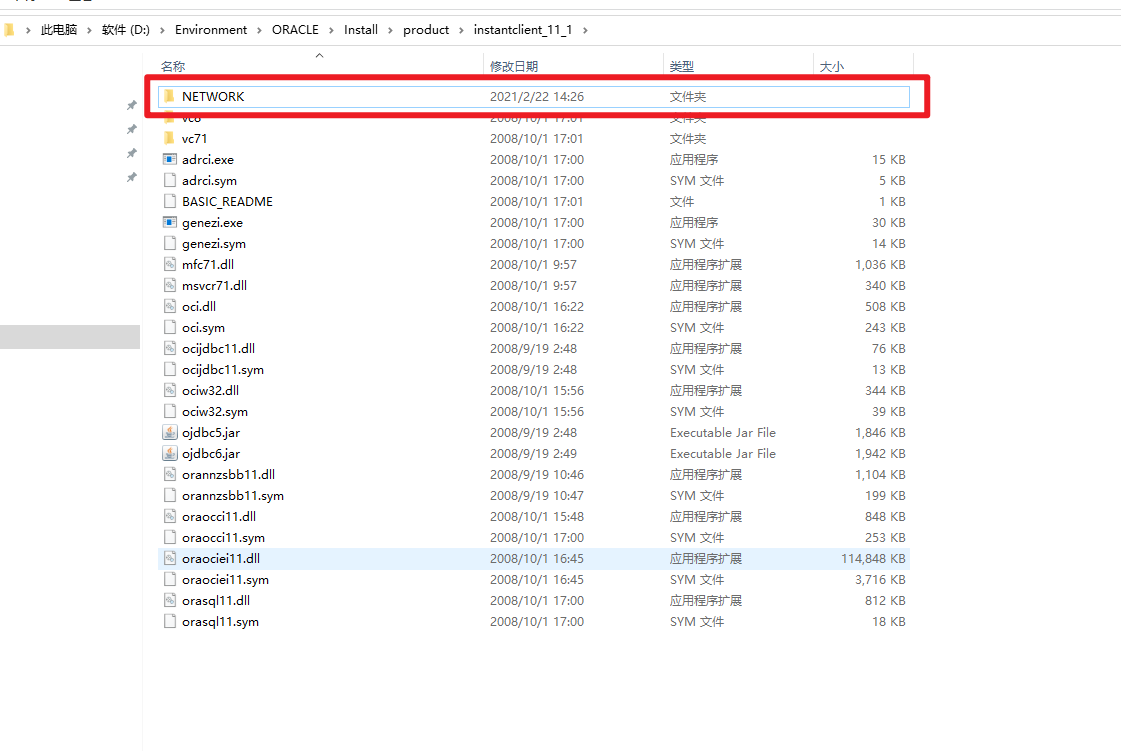 此电脑 > 软件 (D:) > Environment > ORACLE > Install > product > instantclient_11_1 >
名称 修改日期 类型 大小
NETWORK 2021/2/22 14:26 文件夹
vc8 2008/10/1 17:01 文件夹
vc71 2008/10/1 17:01 文件夹
adrci.exe 2008/10/1 17:00 应用程序 15 KB
adrci.sym 2008/10/1 17:00 SYM 文件 5 KB
BASIC_README 2008/10/1 17:01 文件 1 KB
genezi.exe 2008/10/1 17:00 应用程序 30 KB
genezi.sym 2008/10/1 17:00 SYM 文件 14 KB
mfc71.dll 2008/10/1 9:57 应用程序扩展 1,036 KB
msvcr71.dll 2008/10/1 9:57 应用程序扩展 340 KB
oci.dll 2008/10/1 16:22 应用程序扩展 508 KB
oci.sym 2008/10/1 16:22 SYM 文件 243 KB
ocijdbc11.dll 2008/9/19 2:48 应用程序扩展 76 KB
ocijdbc11.sym 2008/9/19 2:48 SYM 文件 13 KB
ociw32.dll 2008/10/1 15:56 应用程序扩展 344 KB
ociw32.sym 2008/10/1 15:56 SYM 文件 39 KB
ojdbc5.jar 2008/9/19 2:48 Executable Jar File 1,846 KB
ojdbc6.jar 2008/9/19 2:49 Executable Jar File 1,942 KB
orannzsbb11.dll 2008/9/19 10:46 应用程序扩展 1,104 KB
orannzsbb11.sym 2008/9/19 10:47 SYM 文件 199 KB
oraocci11.dll 2008/10/1 15:48 应用程序扩展 848 KB
oraocci11.sym 2008/10/1 17:00 SYM 文件 253 KB
oraociei11.dll 2008/10/1 16:45 应用程序扩展 114,848 KB
oraociei11.sym 2008/10/1 16:45 SYM 文件 3,716 KB
orasql11.dll 2008/10/1 17:00 应用程序扩展 812 KB
orasql11.sym 2008/10/1 17:00 SYM 文件 18 KB